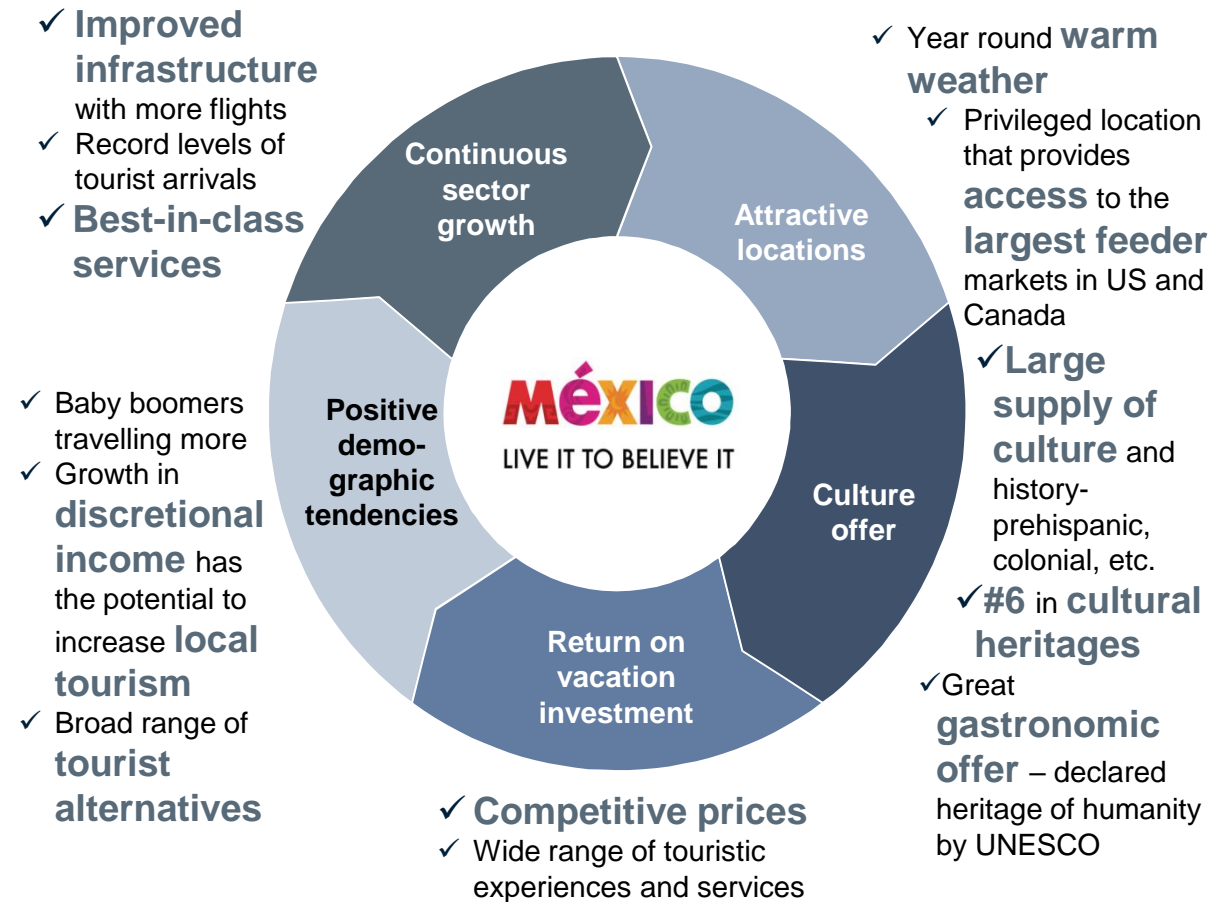 ✓ Improved
infrastructure
with more flights
✓ Record levels of
tourist arrivals
✓ Best-in-class
services
Continuous
sector
growth
✓ Year round warm
weather
✓ Privileged location
that provides
access to the
largest feeder
markets in US and
Canada
Attractive
locations
✓Large
supply of
culture and
history-
prehispanic,
colonial, etc.
✓#6 in cultural
heritages
✓Great
gastronomic
offer – declared
heritage of humanity
by UNESCO
Culture
offer
Return on
vacation
investment
✓ Competitive prices
✓ Wide range of touristic
experiences and services
Positive
demo-
graphic
tendencies
✓ Baby boomers
travelling more
✓ Growth in
discretional
income has
the potential to
increase local
tourism
✓ Broad range of
tourist
alternatives
MéXICO
LIVE IT TO BELIEVE IT